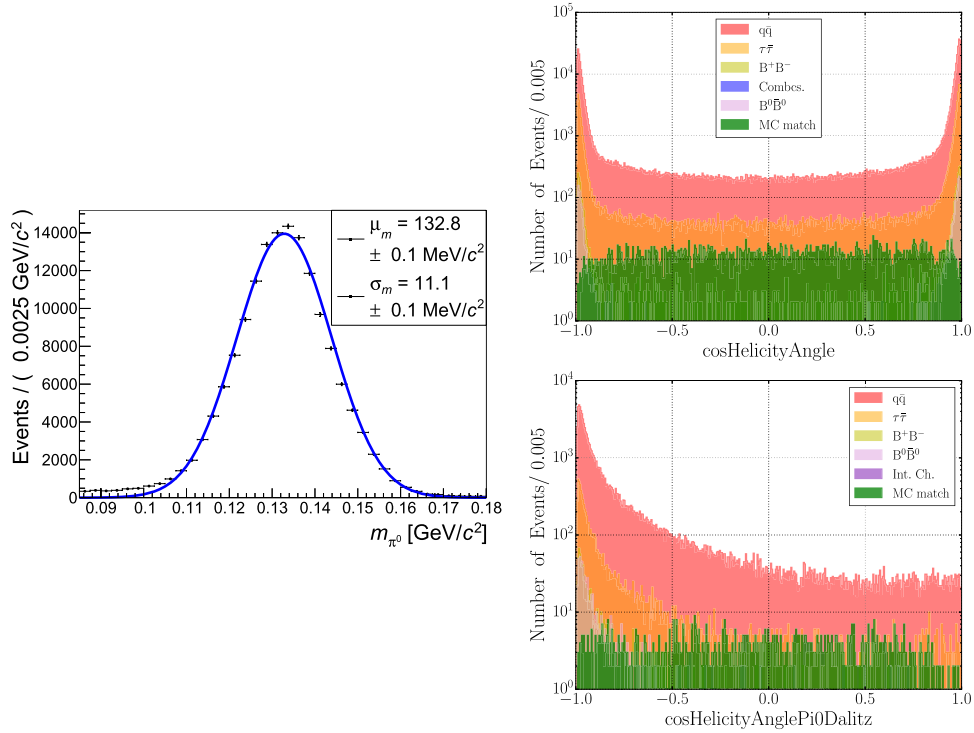 Events / ( 0.0025 GeV/c²)
14000
12000
10000
8000
6000
4000
2000
0
μₘ = 132.8
± 0.1 MeV/c²
σₘ = 11.1
± 0.1 MeV/c²
0.09 0.1 0.11 0.12 0.13 0.14 0.15 0.16 0.17 0.18
m_π⁰ [GeV/c²]
Number of Events/ 0.005
10⁵
10⁴
10³
10²
10¹
10⁰
qq̄
ττ̄
B⁺B⁻
Combcs.
B⁰B̄⁰
MC match
−1.0 −0.5 0.0 0.5 1.0
cosHelicityAngle
Number of Events/ 0.005
10⁴
10³
10²
10¹
10⁰
qq̄
ττ̄
B⁺B⁻
B⁰B̄⁰
Int. Ch.
MC match
−1.0 −0.5 0.0 0.5 1.0
cosHelicityAnglePi0Dalitz